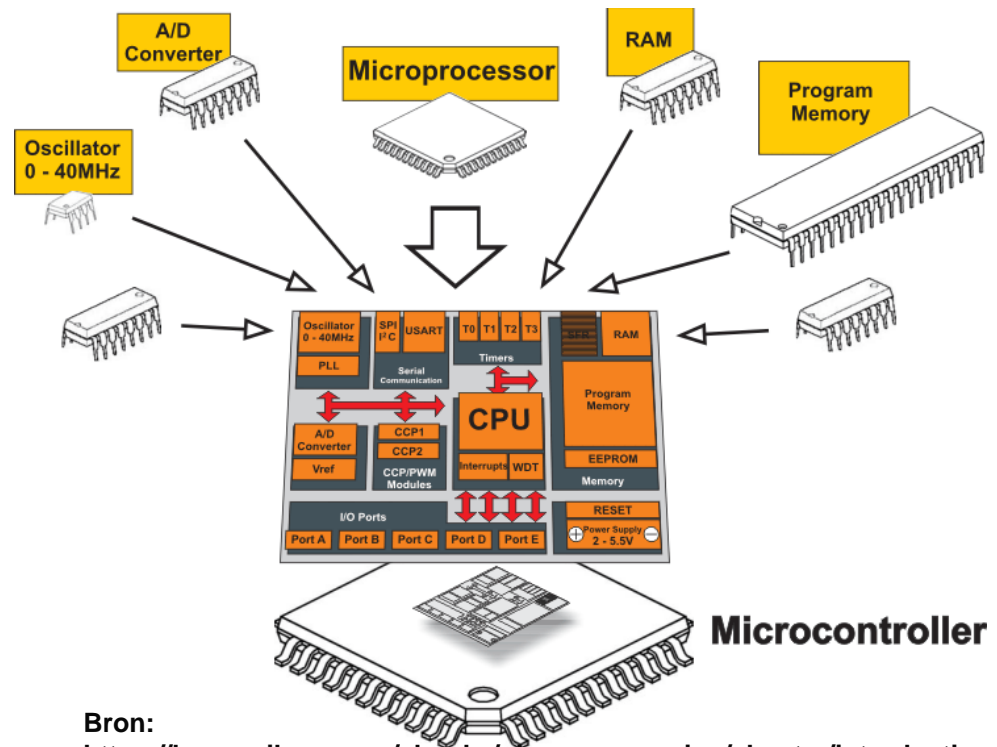 A/D
Converter
Microprocessor
RAM
Program
Memory
Oscillator
0 - 40MHz
Oscillator
0 - 40MHz
PLL
SPI
I²C
USART
Serial
Communication
T0 T1 T2 T3
Timers
SFR
RAM
Program
Memory
EEPROM
Memory
A/D
Converter
Vref
CCP1
CCP2
CCP/PWM
Modules
CPU
Interrupts
WDT
I/O Ports
Port A Port B Port C Port D Port E
RESET
+ Power Supply −
2 - 5.5V
Microcontroller
Bron: